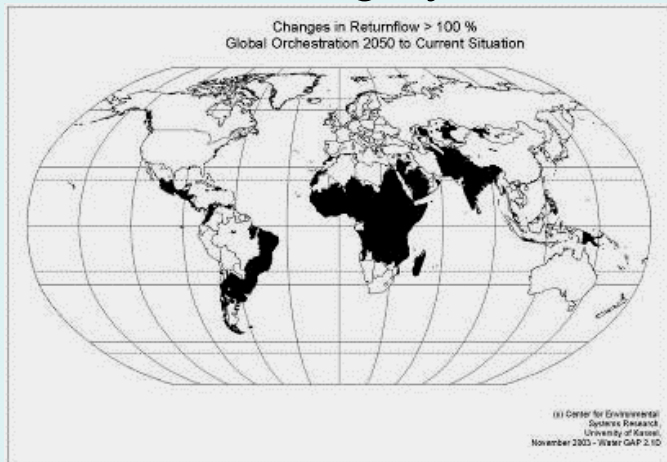 Changes in Returnflow > 100 %
Global Orchestration 2050 to Current Situation
(c) Center for Environmental
Systems Research,
University of Kassel,
November 2003 - Water GAP 2.1D